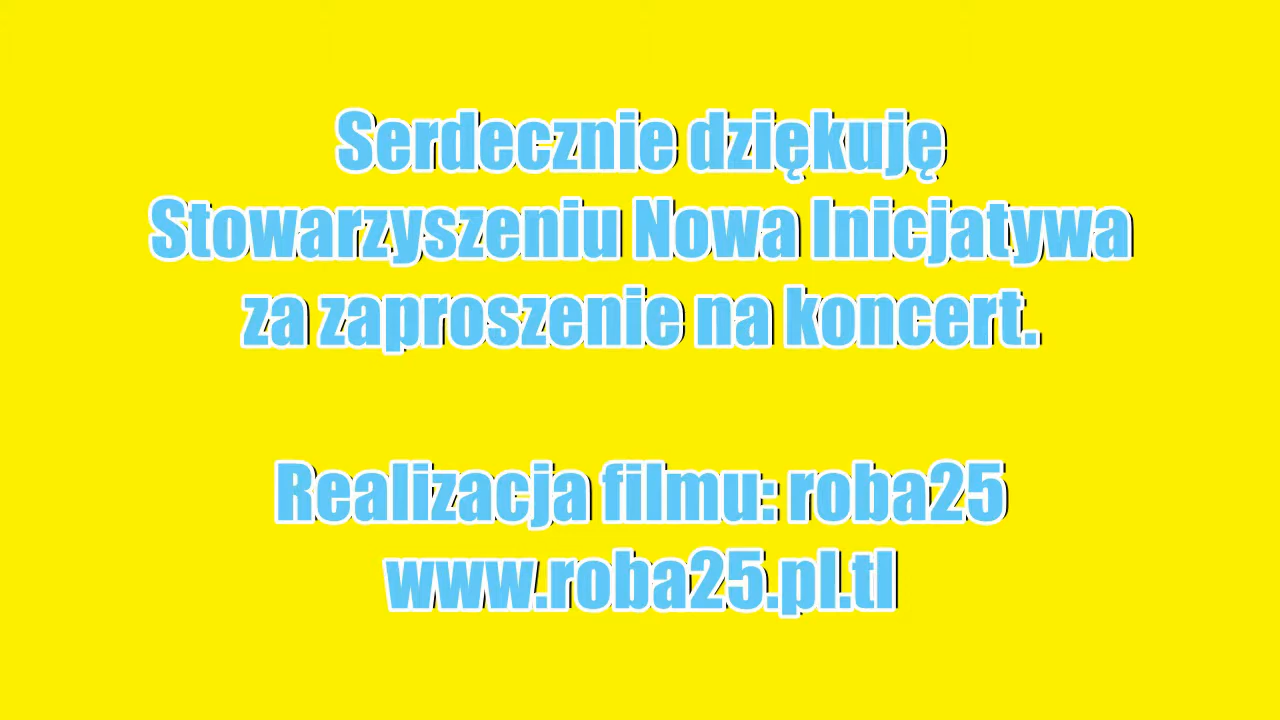 Serdecznie dziękuję
Stowarzyszeniu Nowa Inicjatywa
za zaproszenie na koncert.
Realizacja filmu: roba25
www.roba25.pl.tl